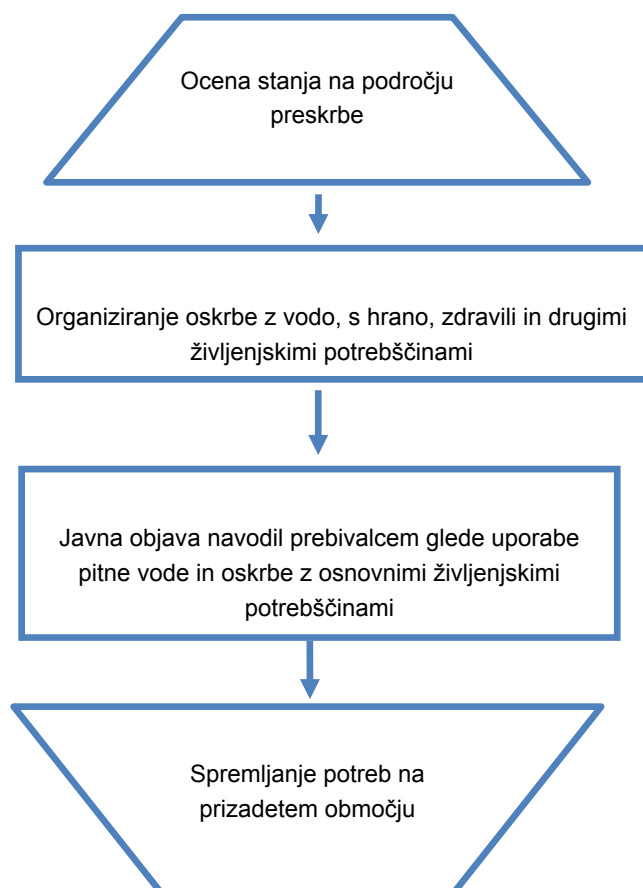 Ocena stanja na področju
preskrbe
Organiziranje oskrbe z vodo, s hrano, zdravili in drugimi
življenjskimi potrebščinami
Javna objava navodil prebivalcem glede uporabe
pitne vode in oskrbe z osnovnimi življenjskimi
potrebščinami
Spremljanje potreb na
prizadetem območju